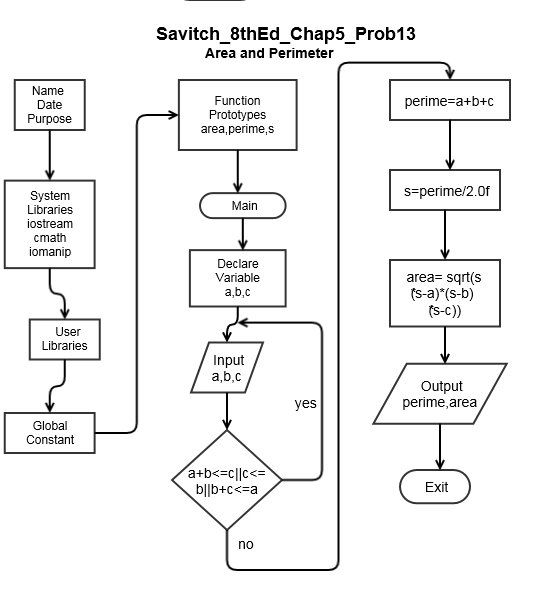 Savitch_8thEd_Chap5_Prob13
Area and Perimeter
Name
Date
Purpose
System
Libraries
iostream
cmath
iomanip
User
Libraries
Global
Constant
Function
Prototypes
area,perime,s
Main
Declare
Variable
a,b,c
Input
a,b,c
yes
a+b<=c||c<=
b||b+c<=a
no
perime=a+b+c
s=perime/2.0f
area= sqrt(s
*(s-a)*(s-b)
*(s-c))
Output
perime,area
Exit